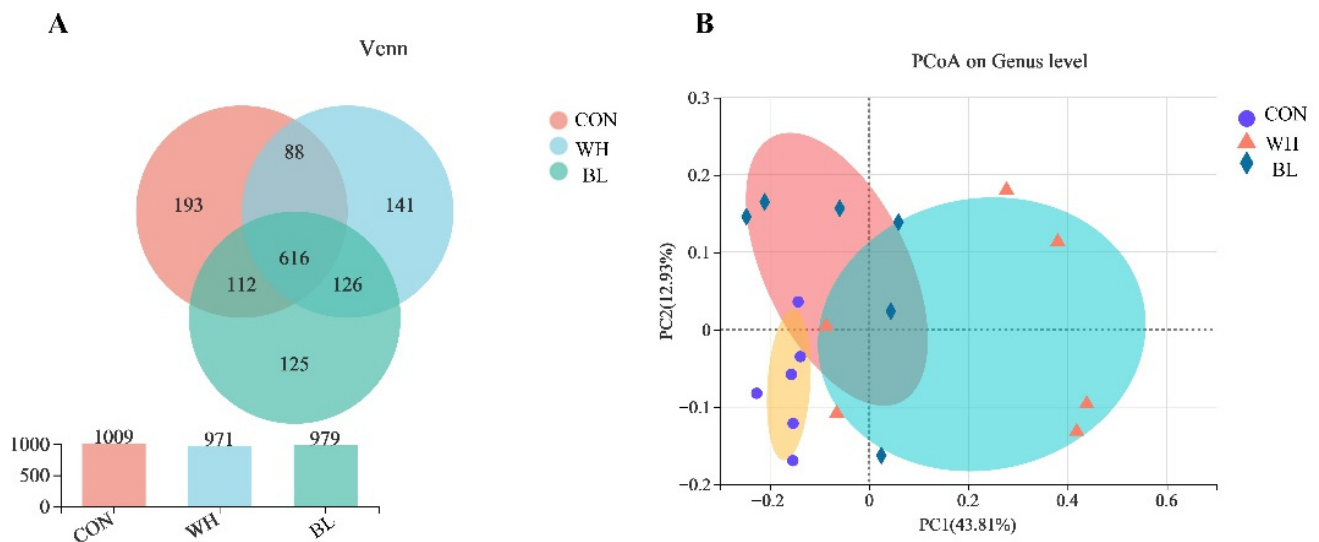 A
Venn
CON
WH
BL
88
193
141
616
112
126
125
1000
500
0
1009
971
979
CON
WH
BL
B
PCoA on Genus level
CON
WH
BL
PC2(12.93%)
0.3
0.2
0.1
0
−0.1
−0.2
−0.2
0
0.2
0.4
0.6
PC1(43.81%)